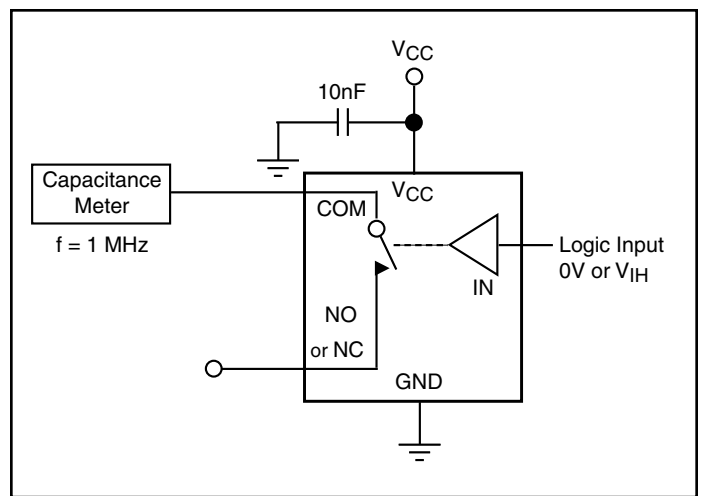 VCC
10nF
Capacitance
Meter
f = 1 MHz
VCC
COM
Logic Input
0V or VIH
IN
NO
or NC
GND